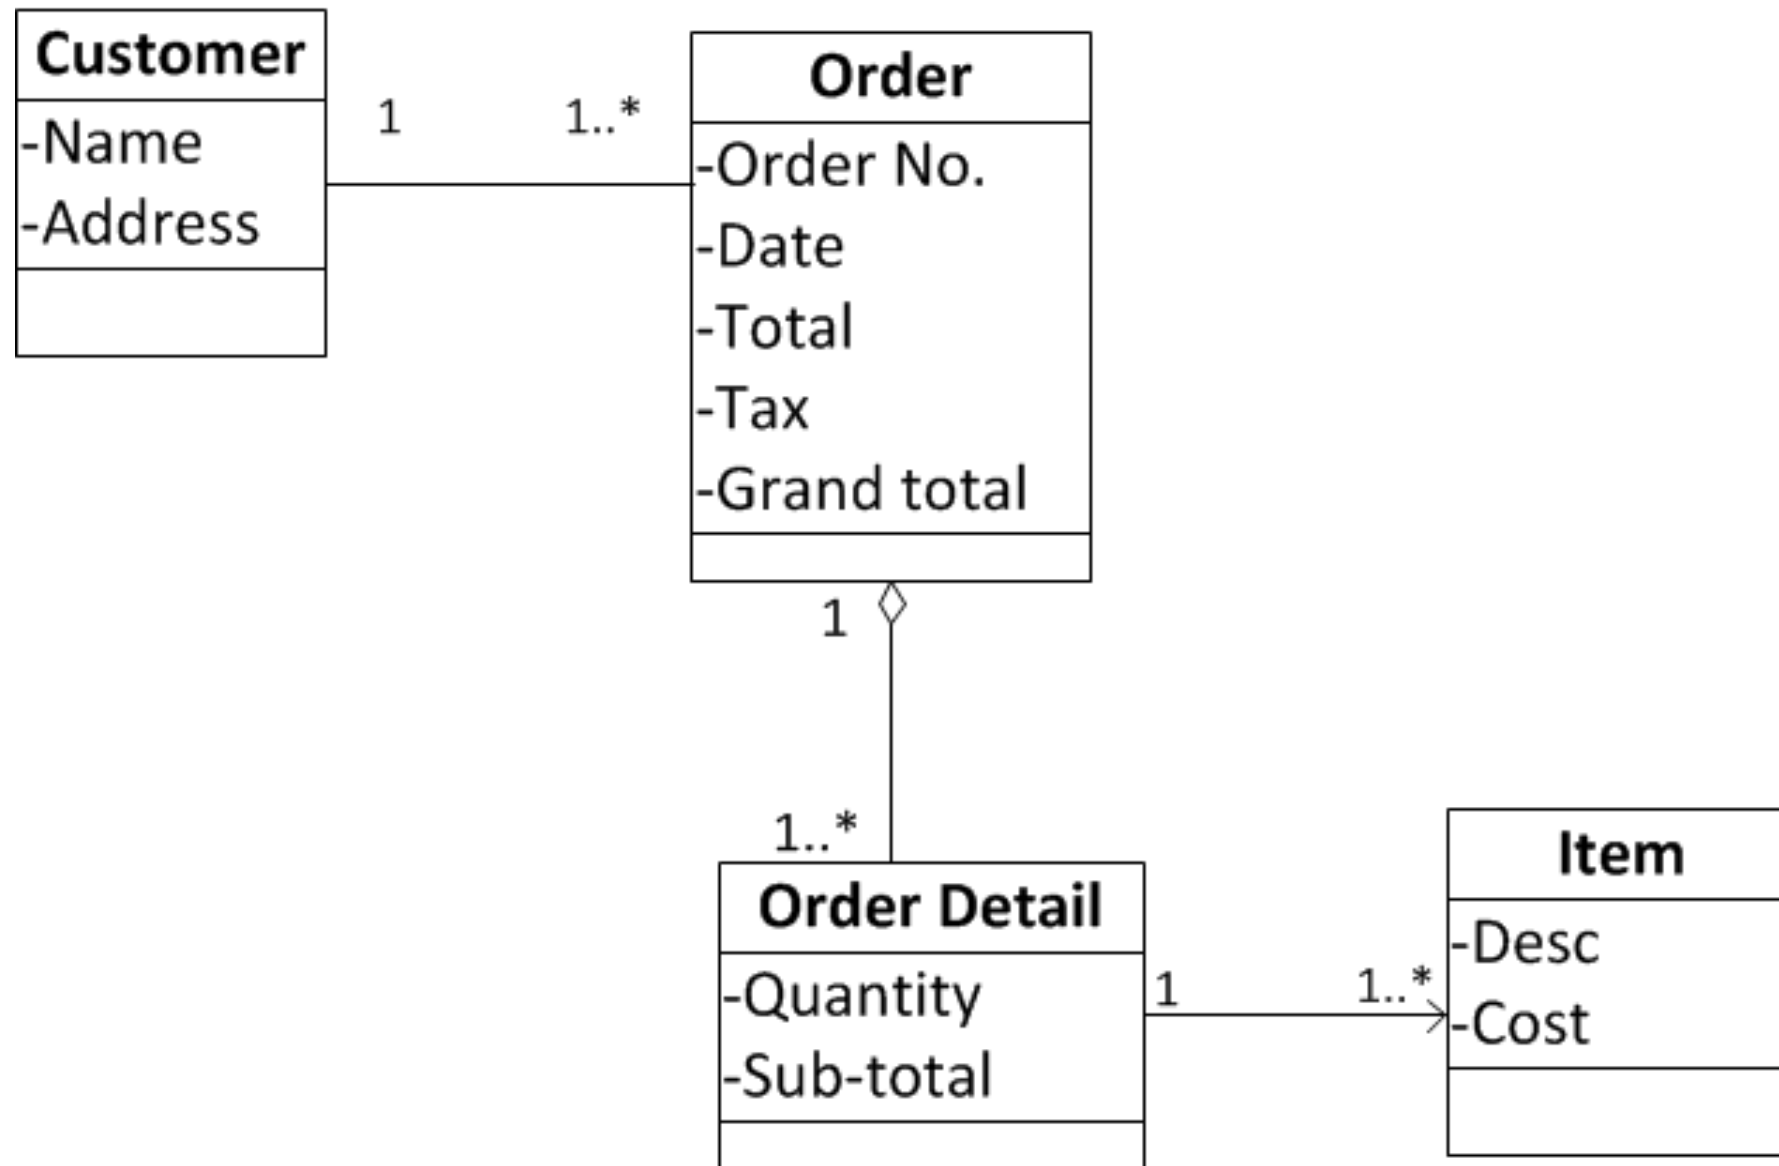 Customer
-Name
-Address
1
1..*
Order
-Order No.
-Date
-Total
-Tax
-Grand total
1
1..*
Order Detail
-Quantity
-Sub-total
1
1..*
Item
-Desc
-Cost